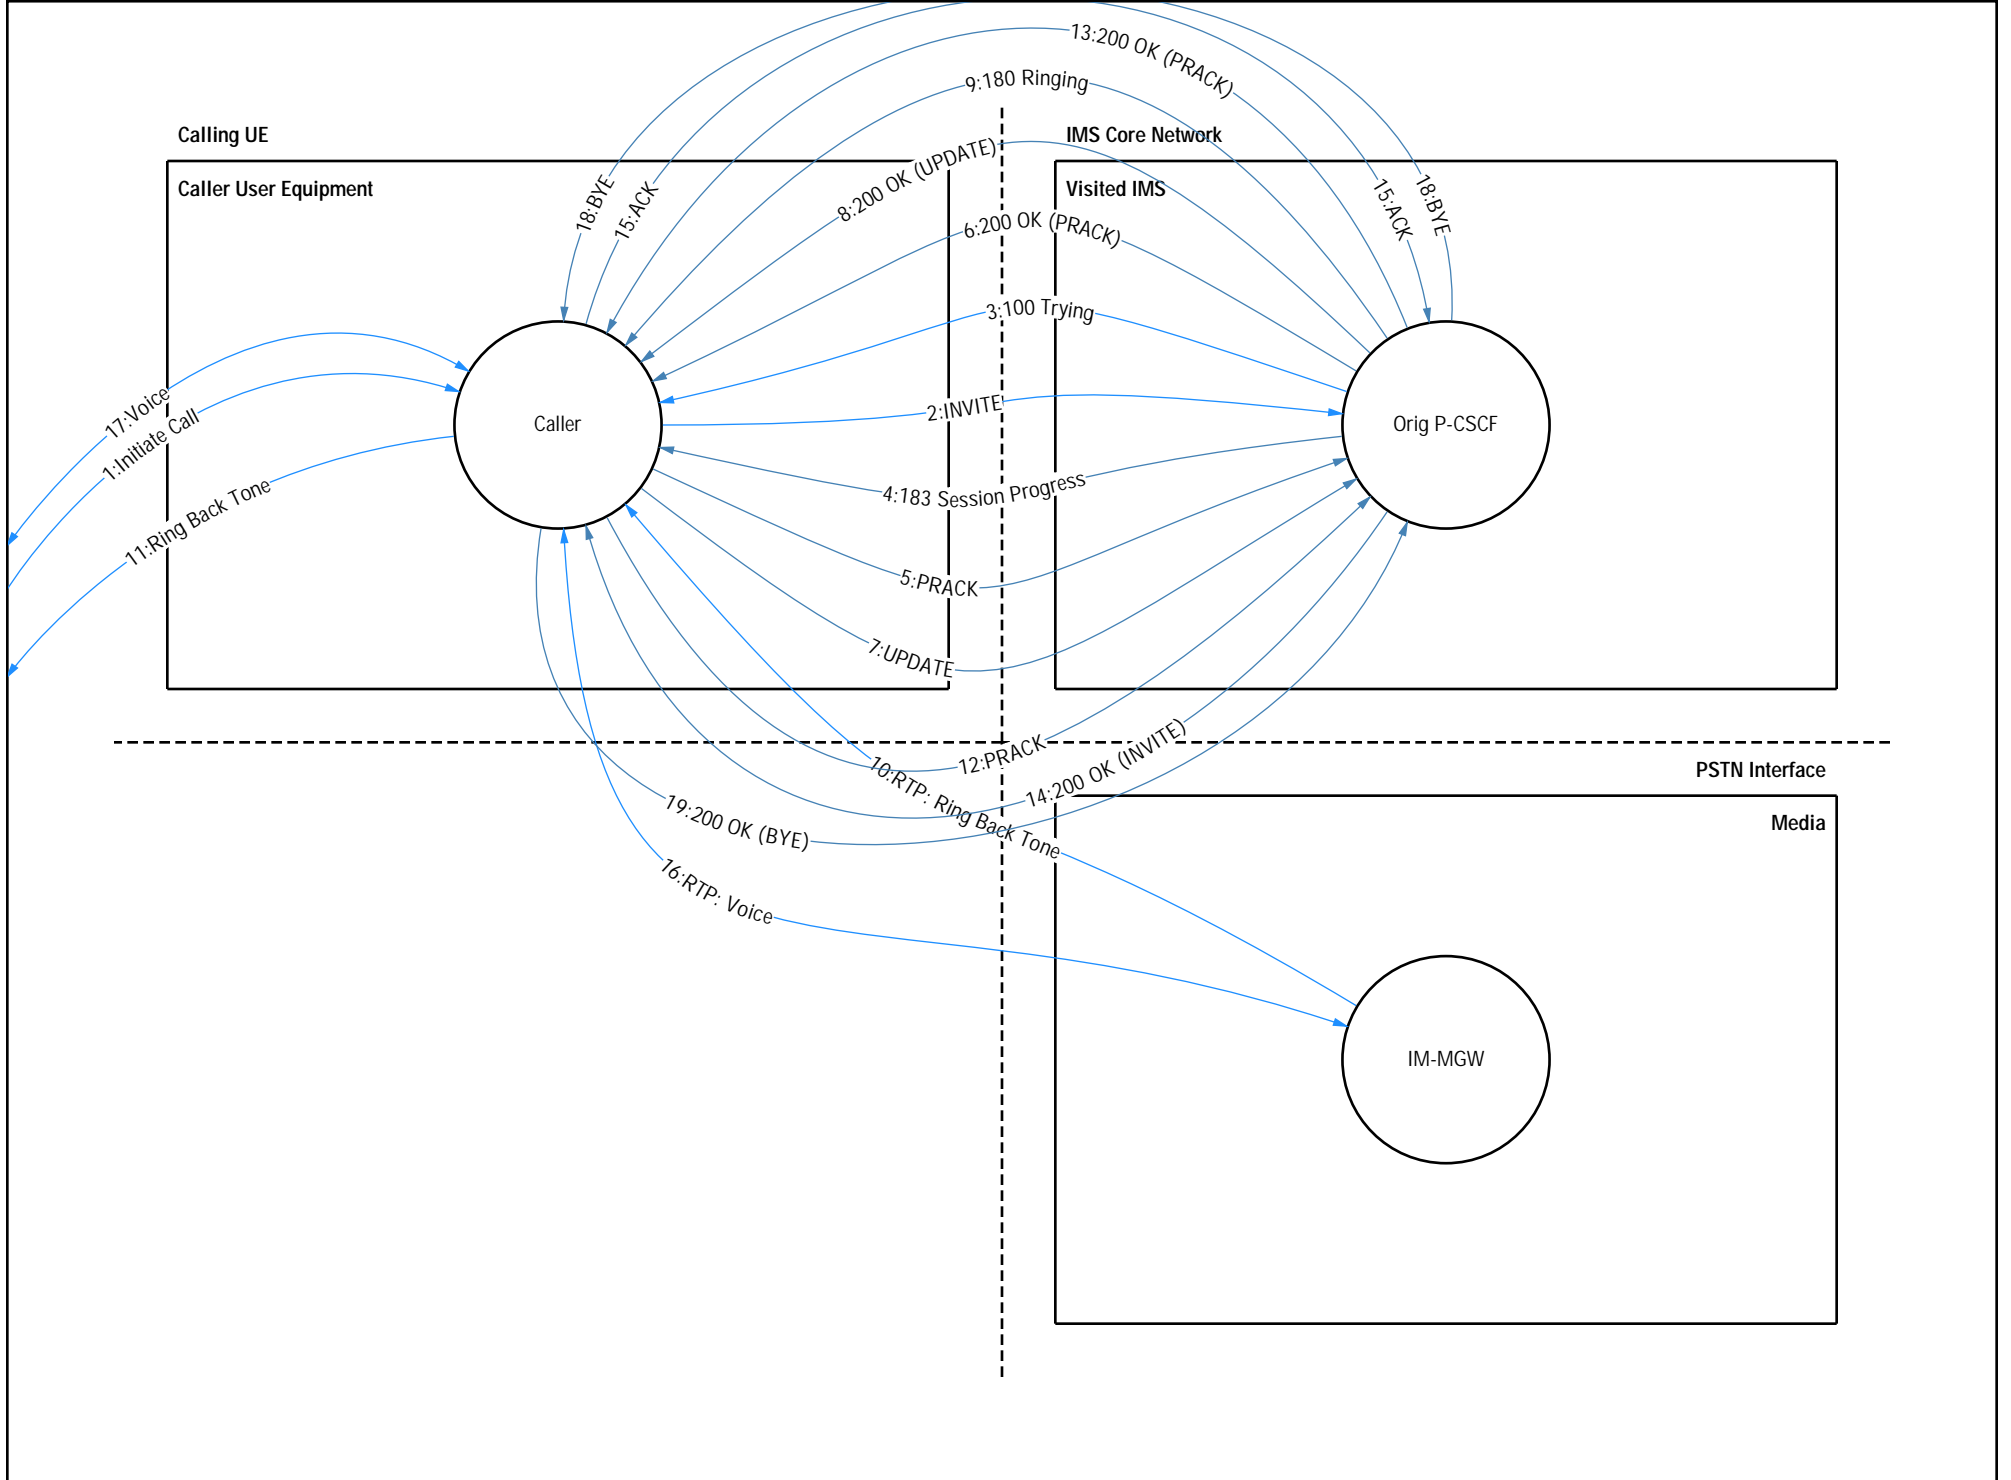 13:200 OK (PRACK)
9:180 Ringing
Calling UE
IMS Core Network
8:200 OK (UPDATE)
Caller User Equipment
Visited IMS
18:BYE
15:ACK
15:ACK
18:BYE
6:200 OK (PRACK)
3:100 Trying
17:Voice
2:INVITE
Caller
Orig P-CSCF
1:Initiate Call
4:183 Session Progress
11:Ring Back Tone
5:PRACK
7:UPDATE
12:PRACK
14:200 OK (INVITE)
PSTN Interface
10:RTP: Ring Back Tone
19:200 OK (BYE)
Media
16:RTP: Voice
IM-MGW